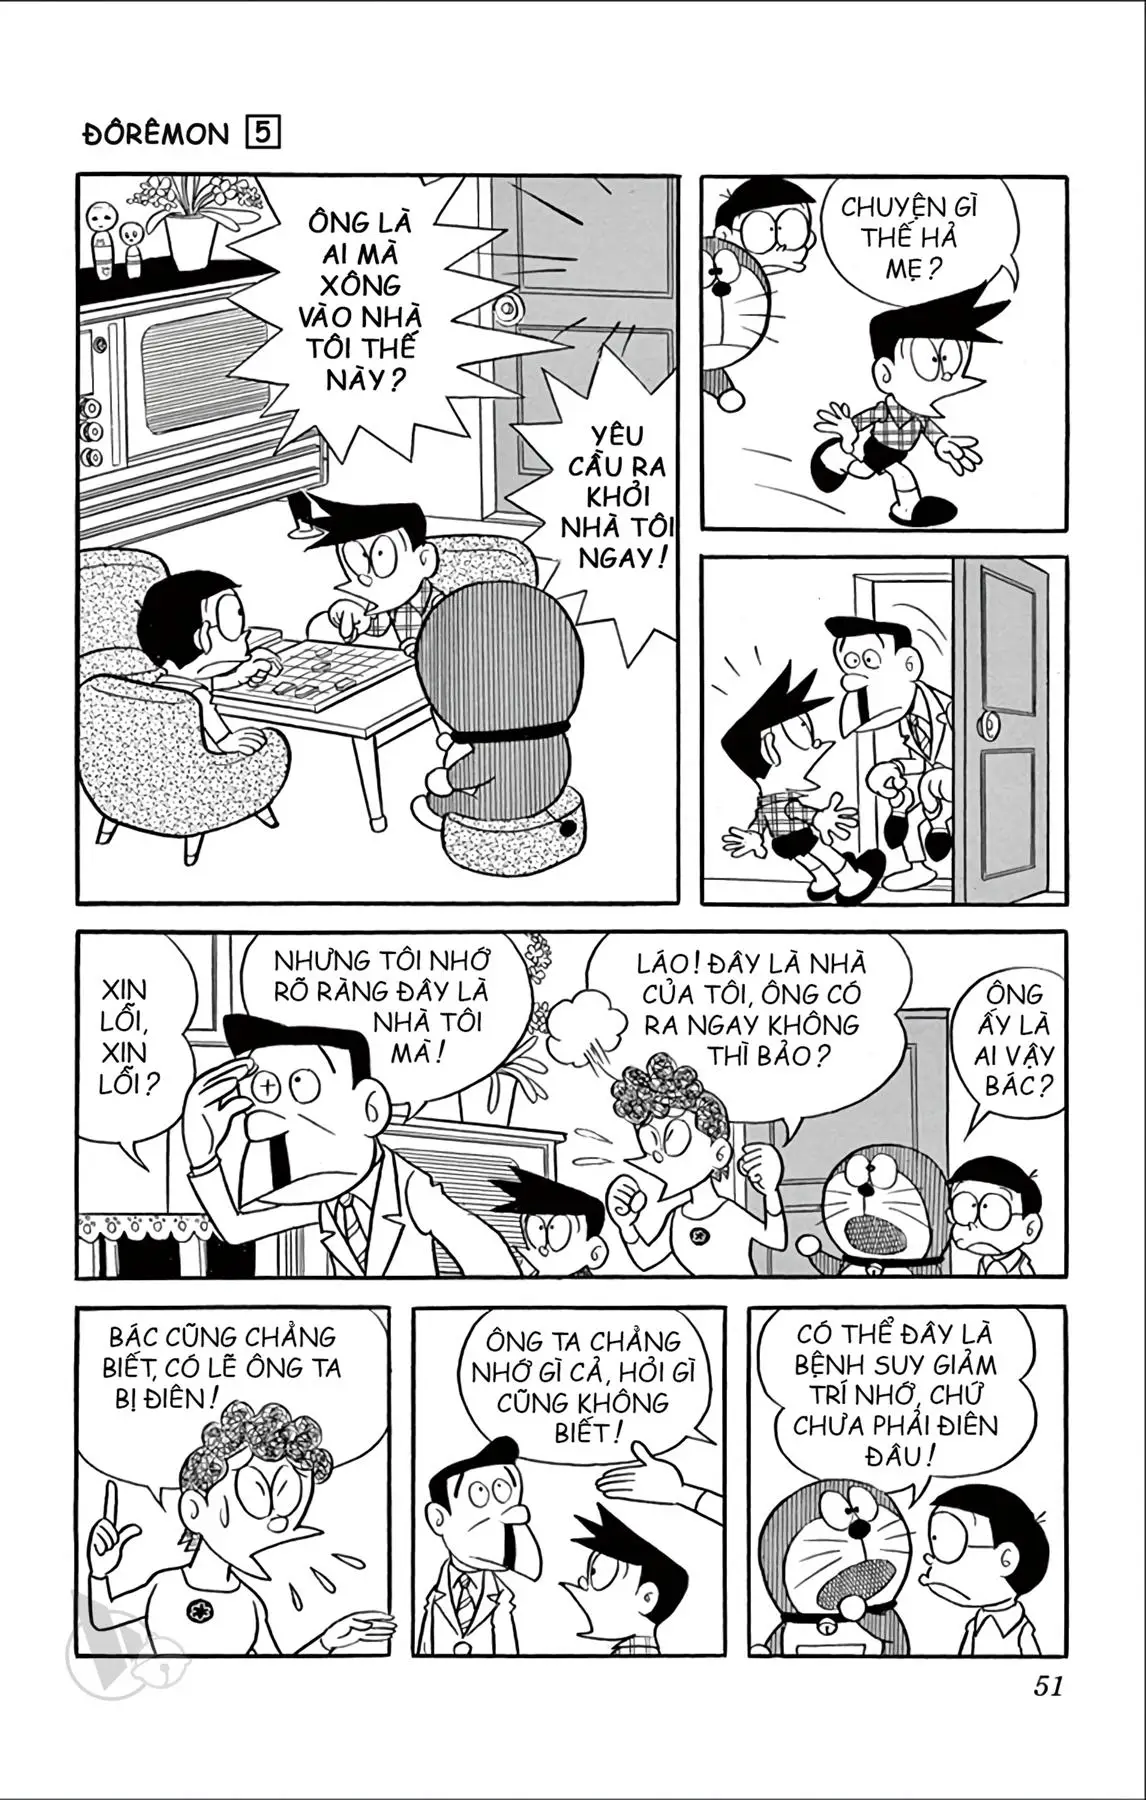 ĐÔRÊMON 5
ÔNG LÀ
AI MÀ
XÔNG
VÀO NHÀ
TÔI THẾ
NÀY?
YÊU
CẦU RA
KHỎI
NHÀ TÔI
NGAY!
CHUYỆN GÌ
THẾ HẢ
MẸ?
XIN
LỖI,
XIN
LỖI?
NHƯNG TÔI NHỚ
RÕ RÀNG ĐÂY LÀ
NHÀ TÔI
MÀ!
LÁO! ĐÂY LÀ NHÀ
CỦA TÔI, ÔNG CÓ
RA NGAY KHÔNG
THÌ BẢO?
ÔNG
ẤY LÀ
AI VẬY
BÁC?
BÁC CŨNG CHẲNG
BIẾT, CÓ LẼ ÔNG TA
BỊ ĐIÊN!
ÔNG TA CHẲNG
NHỚ GÌ CẢ, HỎI GÌ
CŨNG KHÔNG
BIẾT!
CÓ THỂ ĐÂY LÀ
BỆNH SUY GIẢM
TRÍ NHỚ, CHỨ
CHƯA PHẢI ĐIÊN
ĐÂU!
51